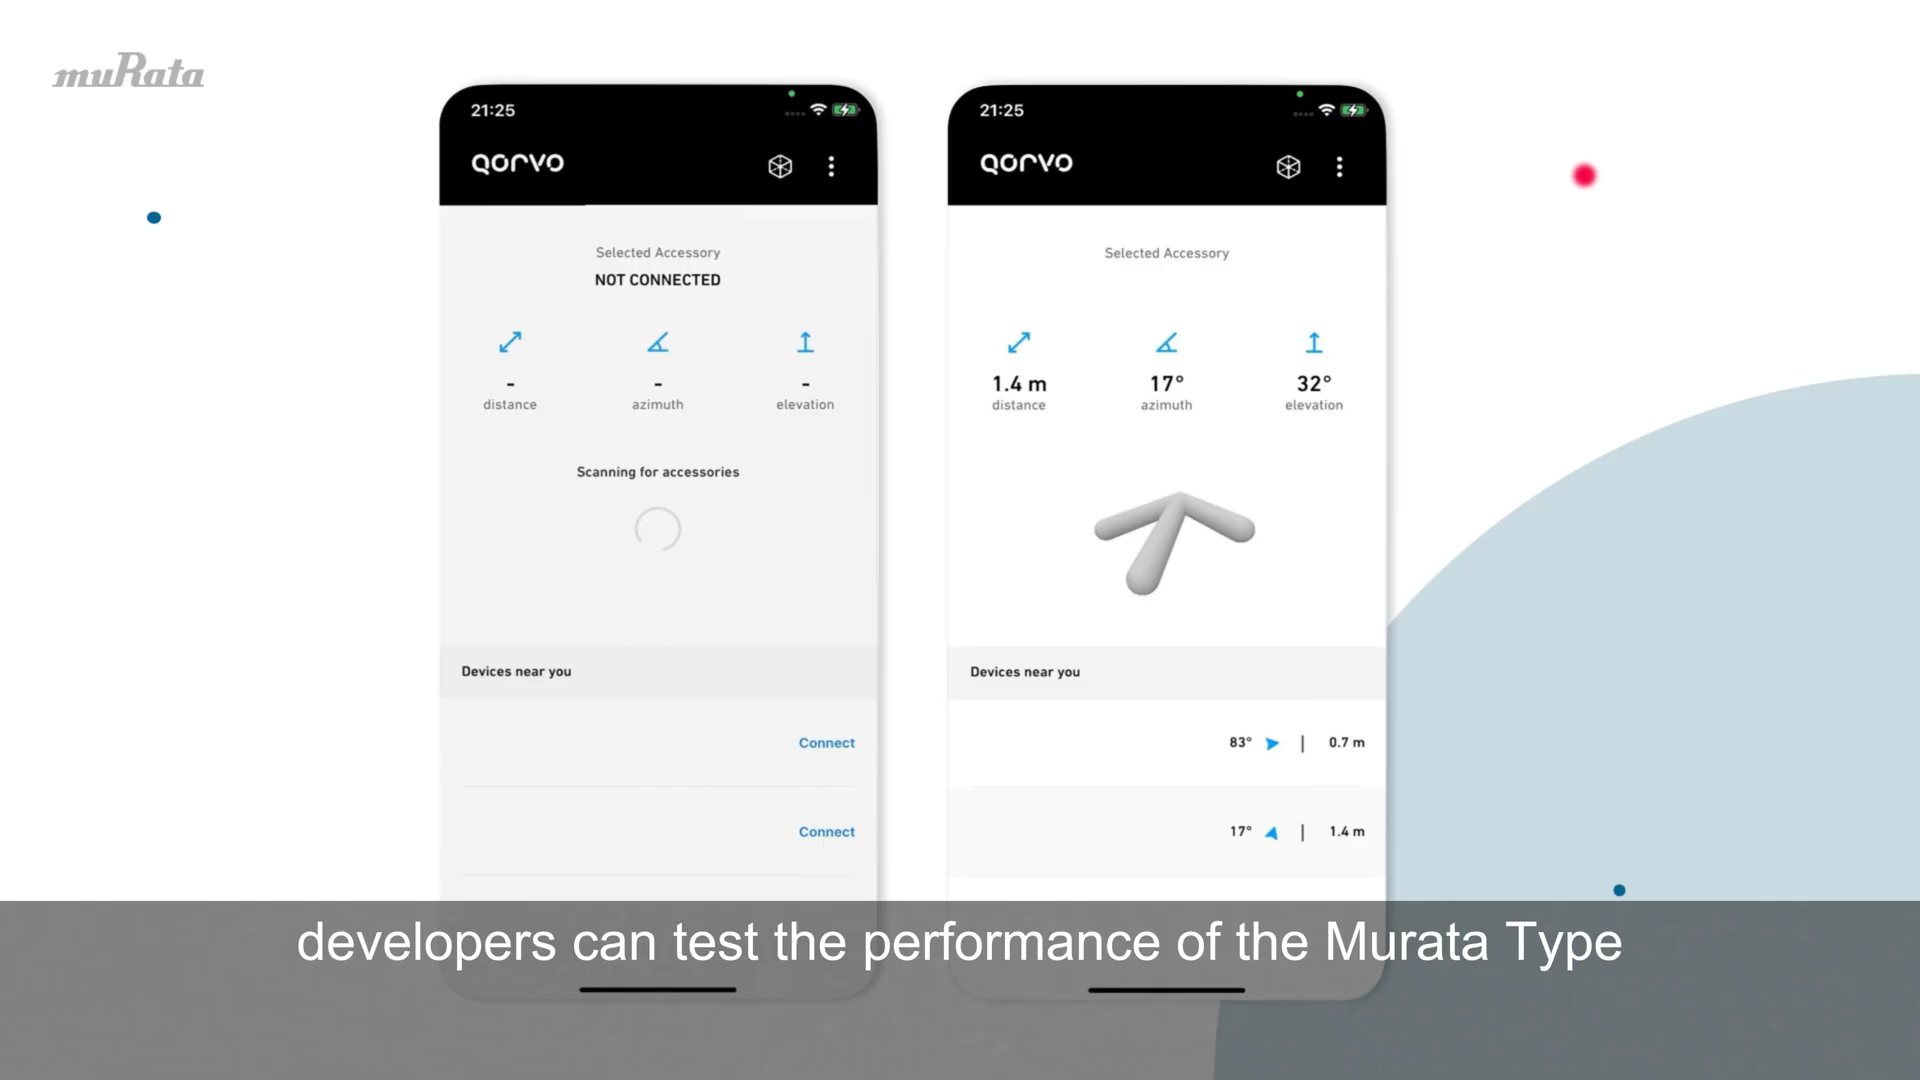 muRata
21:25
QORVO
Selected Accessory
NOT CONNECTED
-
-
-
distance
azimuth
elevation
Scanning for accessories
Devices near you
Connect
Connect
21:25
QORVO
Selected Accessory
1.4 m
17°
32°
distance
azimuth
elevation
Devices near you
83° | 0.7 m
17° | 1.4 m
developers can test the performance of the Murata Type